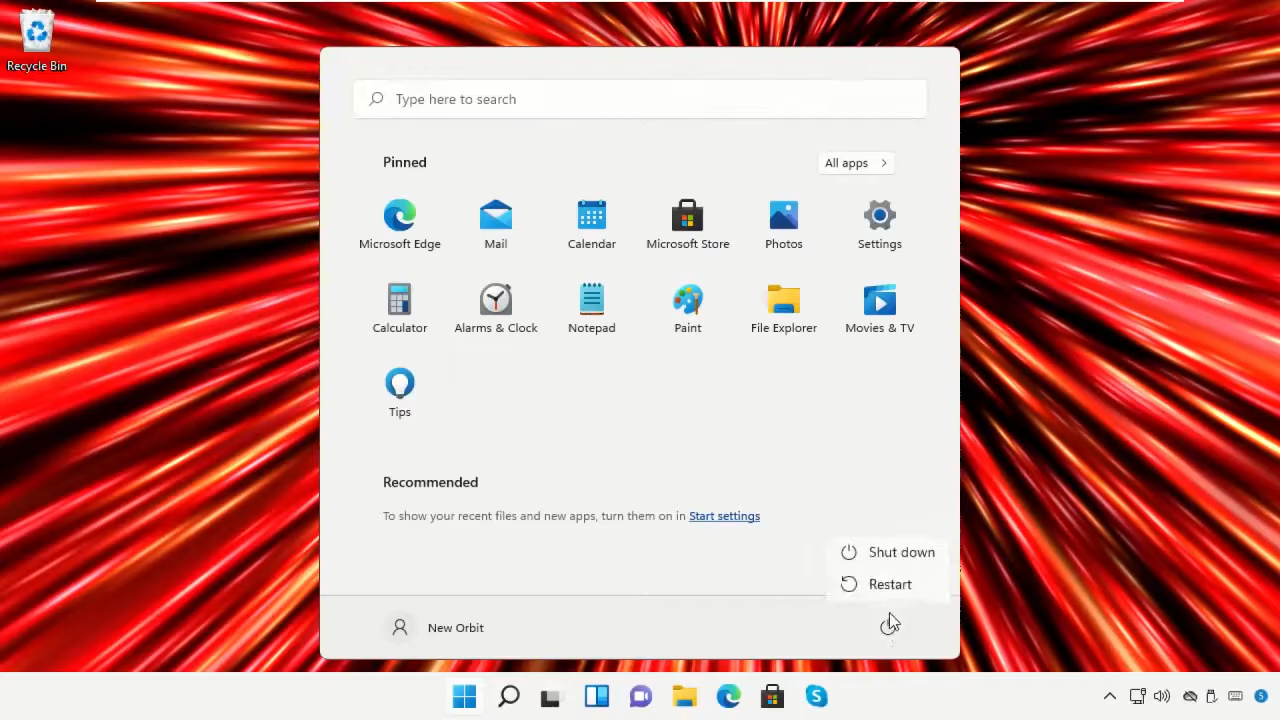 Recycle Bin
Type here to search
Pinned
All apps
Microsoft Edge
Mail
Calendar
Microsoft Store
Photos
Settings
Calculator
Alarms & Clock
Notepad
Paint
File Explorer
Movies & TV
Tips
Recommended
To show your recent files and new apps, turn them on in Start settings
Shut down
Restart
New Orbit
5